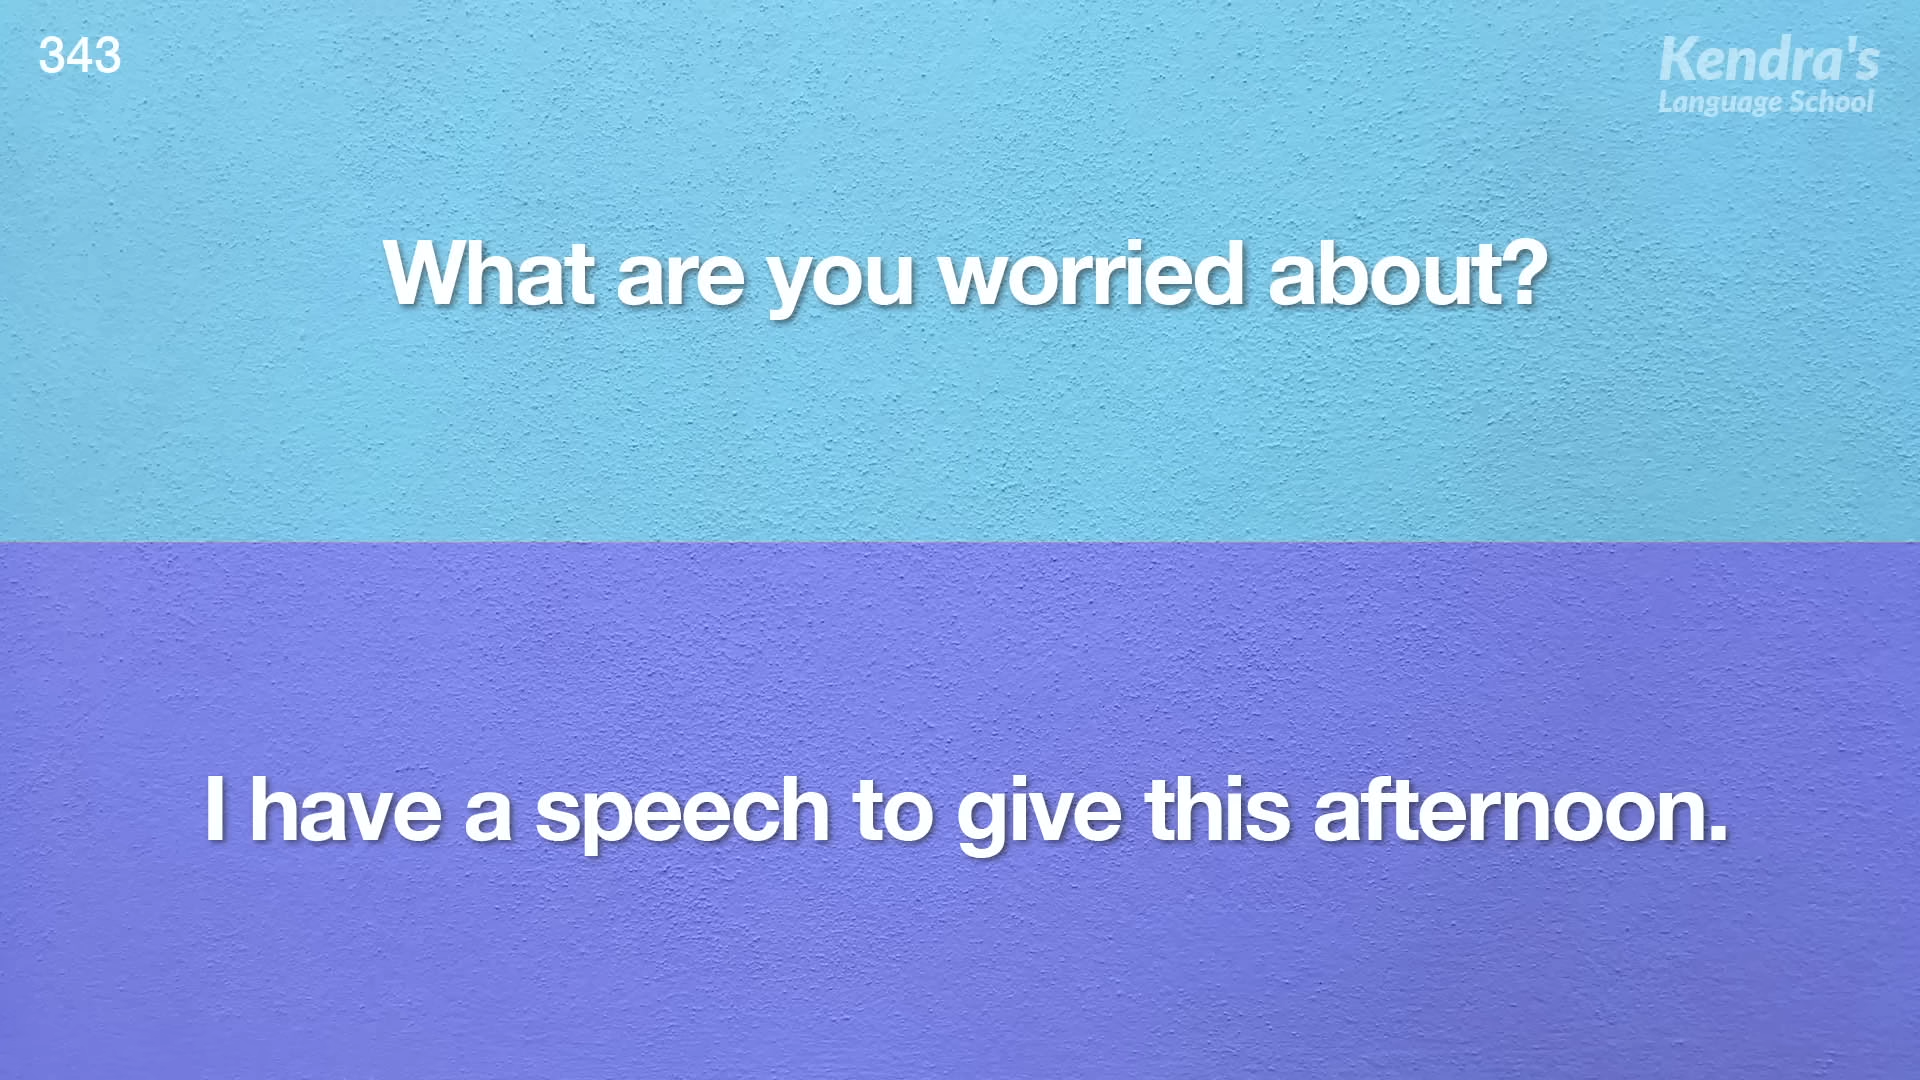 343
Kendra's
Language School
What are you worried about?
I have a speech to give this afternoon.